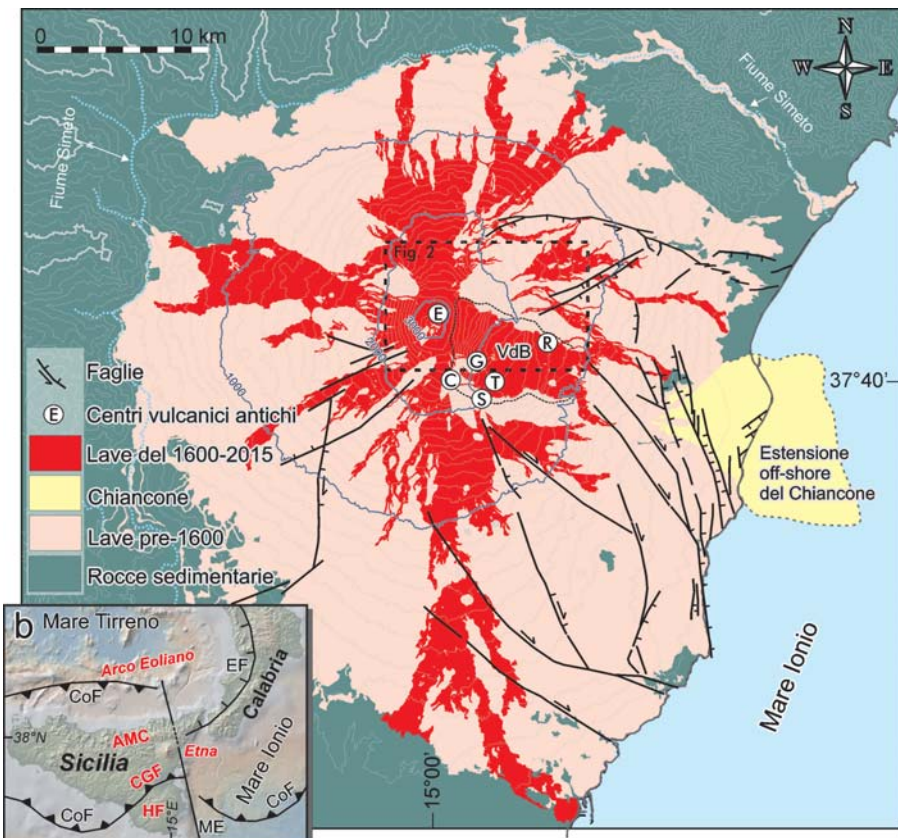 0 10 km
N
W E
S
Fiume Simeto
Fiume Simeto
Fig. 2
3000
1000
E
R
VdB
G
C
T
S
37°40'
Faglie
E Centri vulcanici antichi
Lave del 1600-2015
Chiancone
Lave pre-1600
Rocce sedimentarie
Estensione
off-shore
del Chiancone
Mare Ionio
15°00'
b
Mare Tirreno
Arco Eoliano
EF
Calabria
CoF
38°N
AMC
Etna
Sicilia
CGF
Mare Ionio
CoF
HF
15°E
ME
CoF